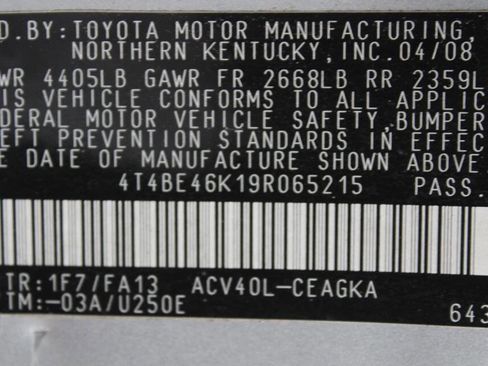 D.BY:TOYOTA MOTOR MANUFACTURING,
NORTHERN KENTUCKY,INC.04/08
WR 4405LB GAWR FR 2668LB RR 2359L
IS VEHICLE CONFORMS TO ALL APPLICA
DERAL MOTOR VEHICLE SAFETY,BUMPER
EFT PREVENTION STANDARDS IN EFFEC
E DATE OF MANUFACTURE SHOWN ABOVE.
4T4BE46K19R065215 PASS.
TR:1F7/FA13 ACV40L-CEAGKA
TM:-03A/U250E
643